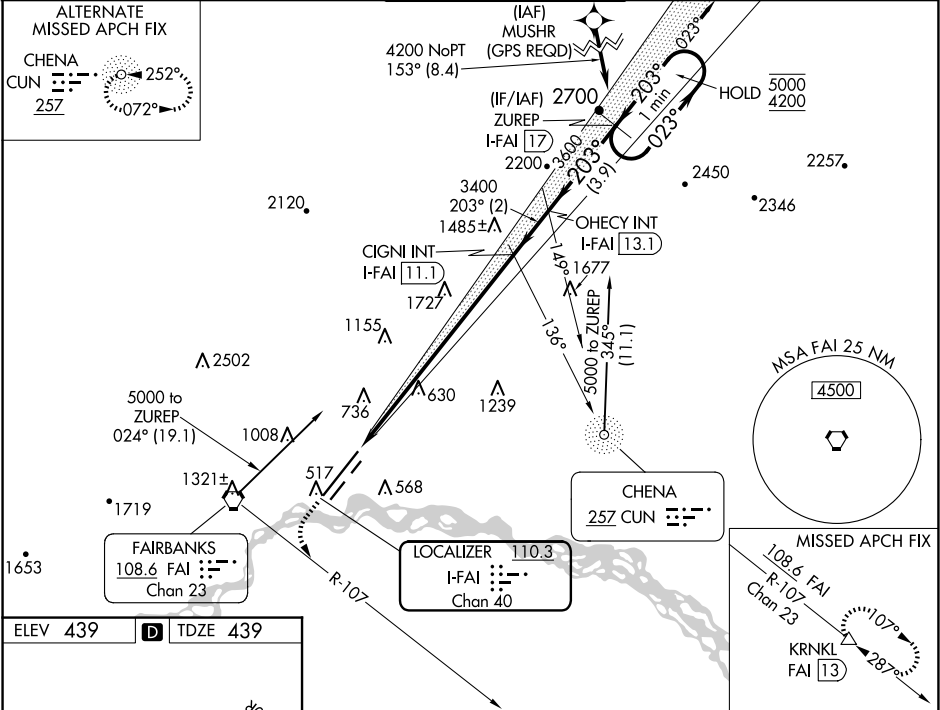 ALTERNATE
MISSED APCH FIX
CHENA
CUN
257
252°
072°
(IAF)
MUSHR
(GPS REQD)
4200 NoPT
153° (8.4)
023°
(IF/IAF)
2700
ZUREP
I-FAI 17
203°
1 min
023°
HOLD
5000
4200
2200
3600
203°
(3.9)
2450
2257
2346
2120
3400
203° (2)
1485±
OHECY INT
I-FAI 13.1
CIGNI INT
I-FAI 11.1
149°
1677
1727
136°
5000 to ZUREP
345°
(11.1)
1155
2502
MSA FAI 25 NM
4500
5000 to
ZUREP
024° (19.1)
736
630
1239
1008
1321±
517
568
1719
CHENA
257 CUN
FAIRBANKS
108.6 FAI
Chan 23
1653
R-107
LOCALIZER 110.3
I-FAI
Chan 40
MISSED APCH FIX
108.6 FAI
R-107
Chan 23
107°
KRNKL
FAI 13
287°
ELEV 439
D
TDZE 439